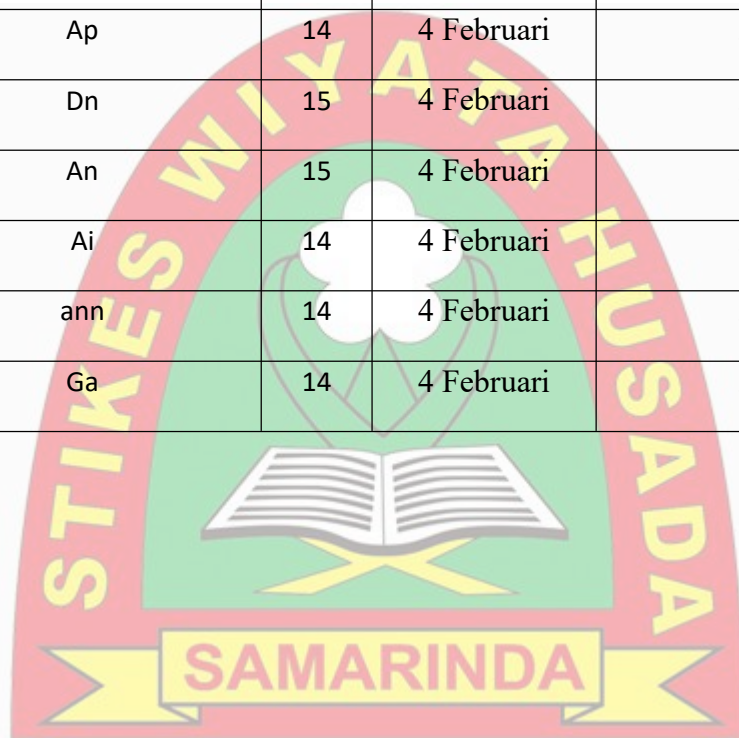 Ap 14 4 Februari
Dn 15 4 Februari
An 15 4 Februari
Ai 14 4 Februari
ann 14 4 Februari
Ga 14 4 Februari
STIKES WIYATA HUSADA
SAMARINDA